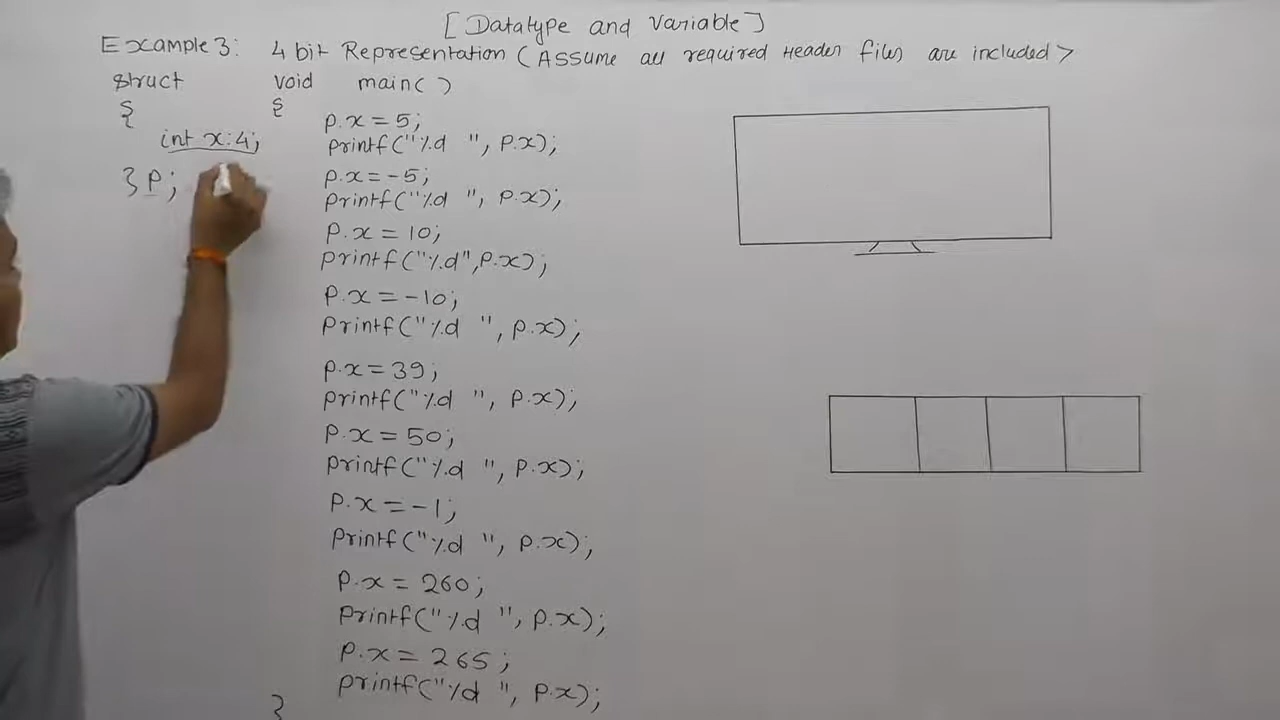 [Datatype and Variable]
Example 3: 4 bit Representation (Assume all required Header files are included >
struct void main()
{ {
int x:4;
} P;
P.x = 5;
printf("%d ", P.x);
P.x = -5;
printf("%d ", P.x);
P.x = 10;
printf("%d",P.x);
P.x = -10;
printf("%d ", P.x);
P.x = 39;
printf("%d ", P.x);
P.x = 50;
printf("%d ", P.x);
P.x = -1;
printf("%d ", P.x);
P.x = 260;
printf("%d ", P.x);
P.x = 265;
printf("%d ", P.x);
}